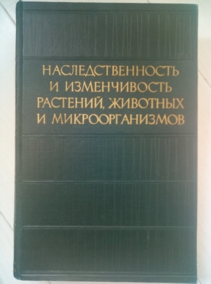 НАСЛЕДСТВЕННОСТЬ
И ИЗМЕНЧИВОСТЬ
РАСТЕНИЙ, ЖИВОТНЫХ
И МИКРООРГАНИЗМОВ